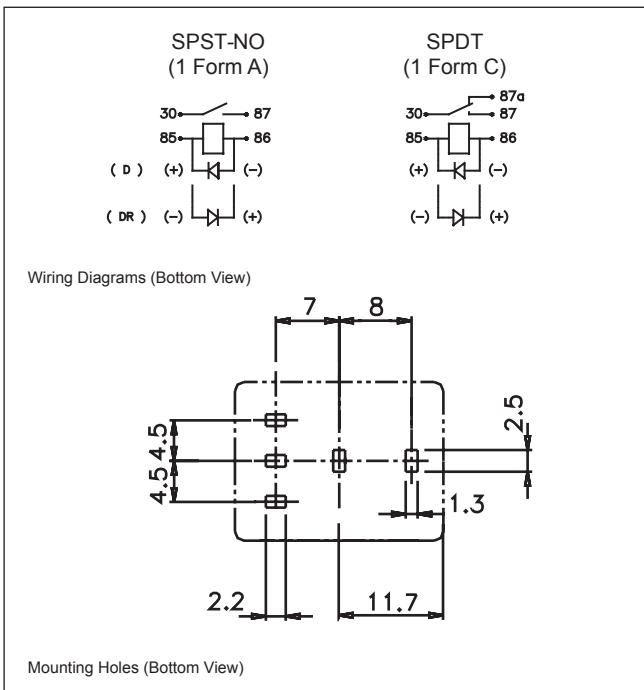 SPST-NO
(1 Form A)
30 87
85 86
( D ) (+) (−)
( DR ) (−) (+)
SPDT
(1 Form C)
87a
30 87
85 86
(+) (−)
(−) (+)
Wiring Diagrams (Bottom View)
7 8
4.5
4.5
2.5
1.3
2.2
11.7
Mounting Holes (Bottom View)